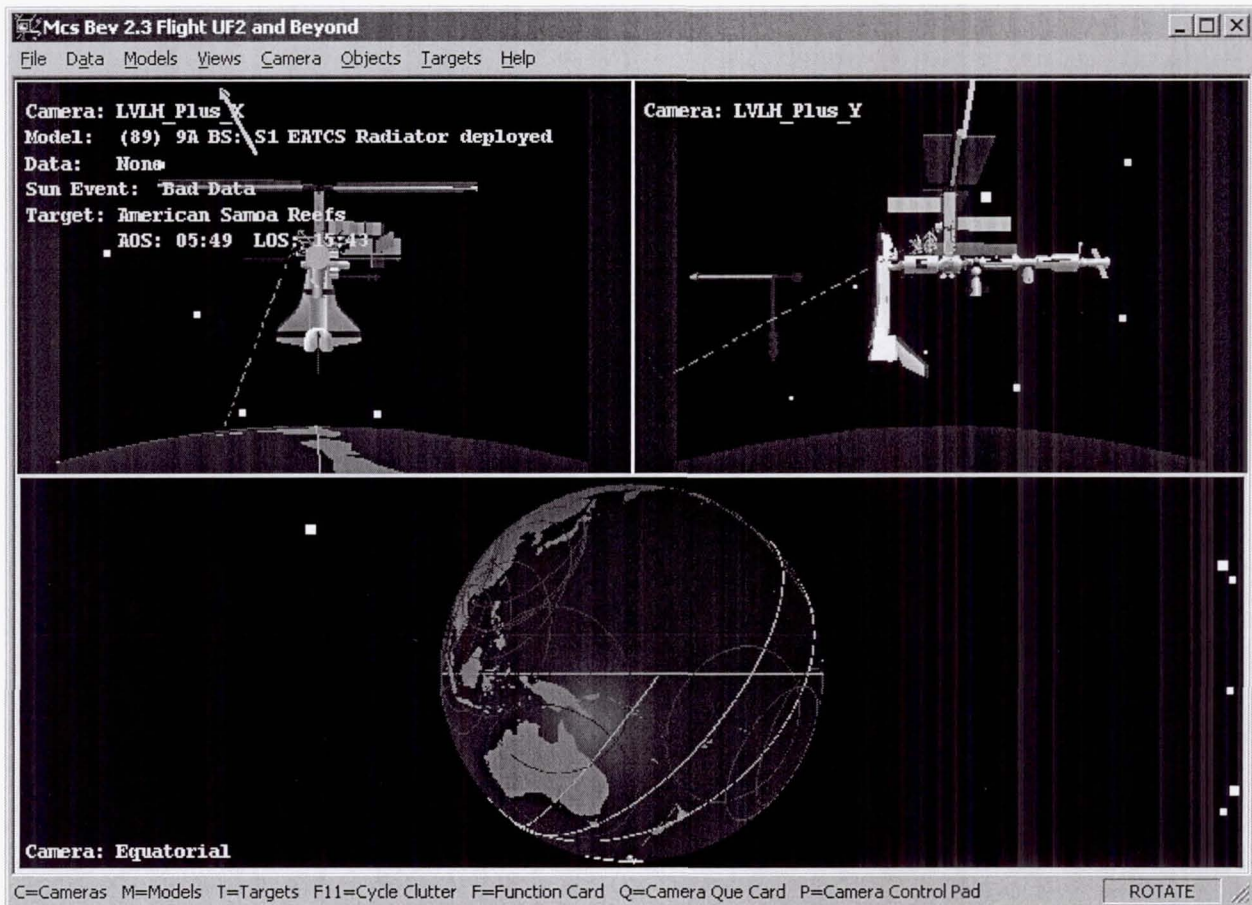 Mcs Bev 2.3 Flight UF2 and Beyond
File Data Models Views Camera Objects Targets Help
Camera: LVLH_Plus_X
Model: (89) 9A BS: S1 EATCS Radiator deployed
Data: None
Sun Event: Bad Data
Target: American Samoa Reefs
AOS: 05:49 LOS: 15:43
Camera: LVLH_Plus_Y
Camera: Equatorial
C=Cameras M=Models T=Targets F11=Cycle Clutter F=Function Card Q=Camera Que Card P=Camera Control Pad ROTATE